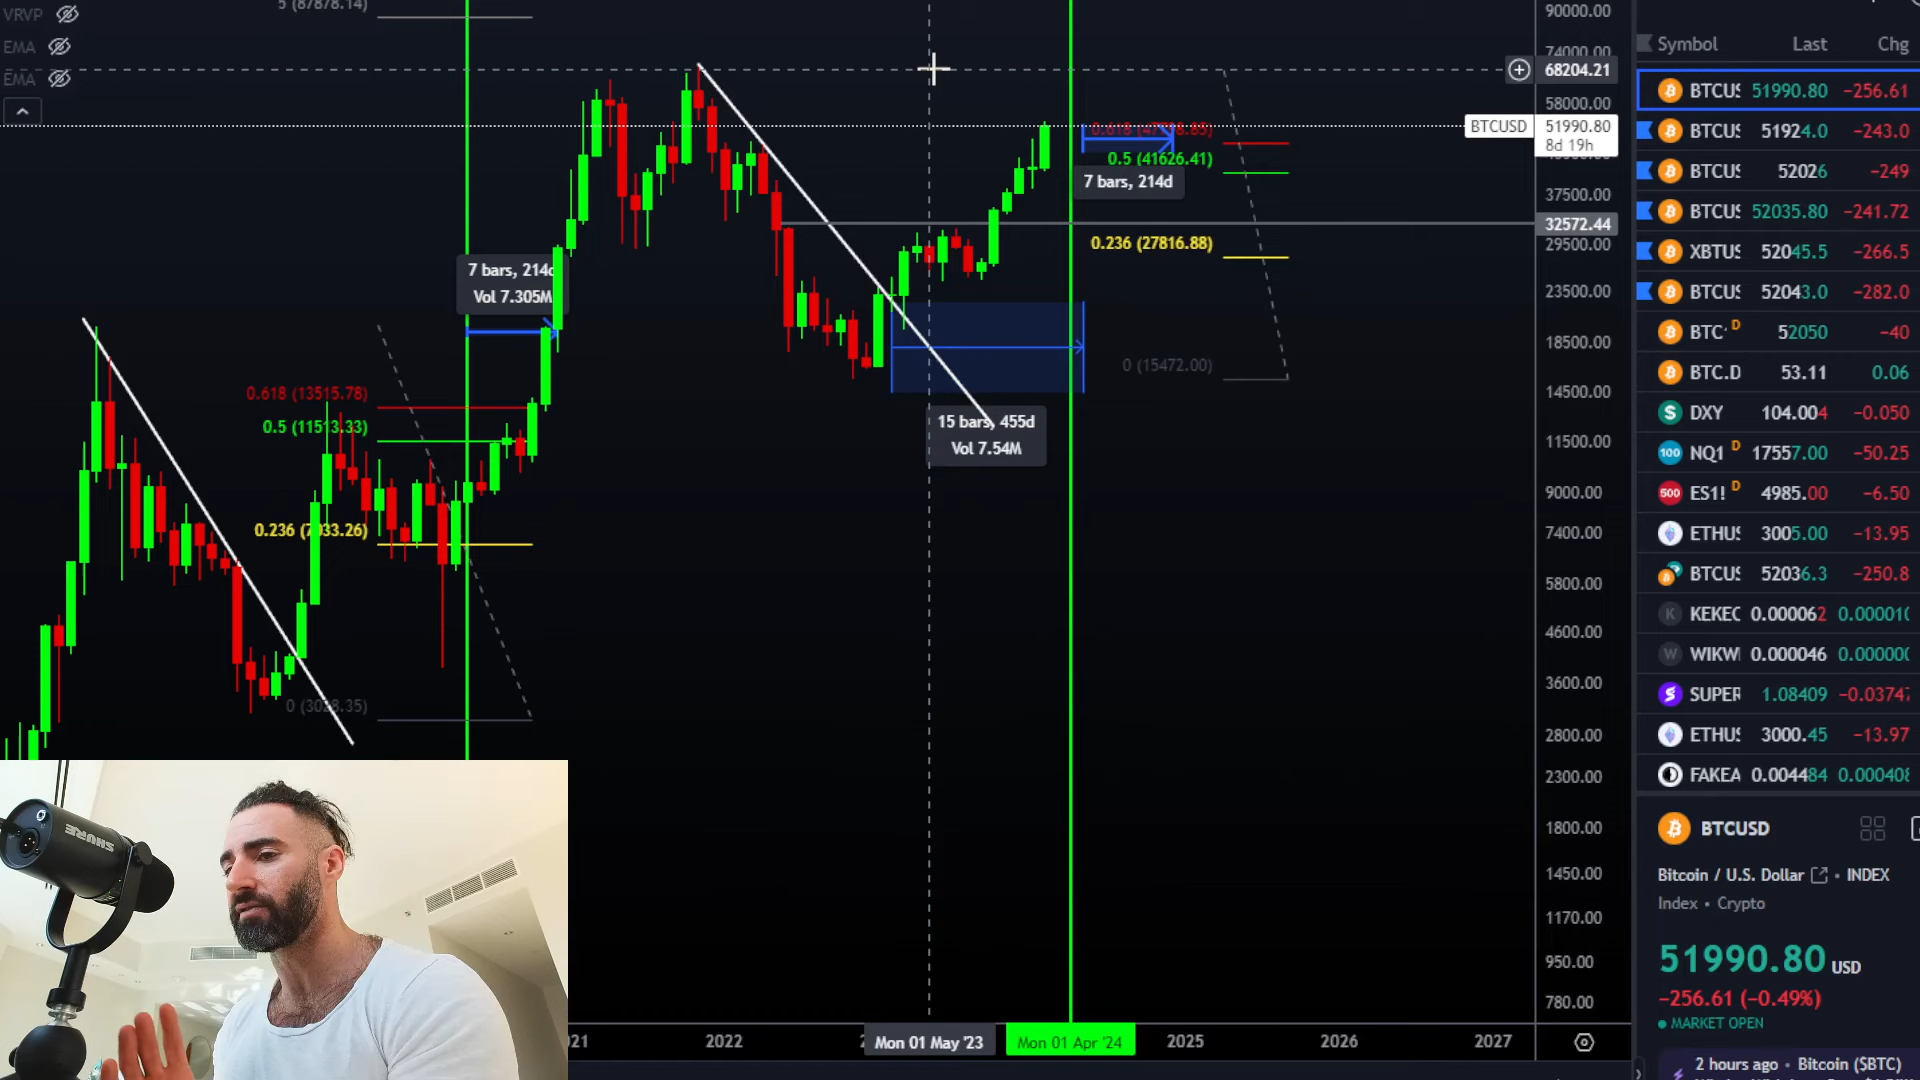 VRVP
EMA
EMA
5 (87878.14)
7 bars, 214d
Vol 7.305M
0.618 (13515.78)
0.5 (11513.33)
0.236 (7033.26)
0 (3028.35)
15 bars, 455d
Vol 7.54M
0.5 (41626.41)
7 bars, 214d
0.236 (27816.88)
0 (15472.00)
SHURE
90000.00
74000.00
68204.21
58000.00
BTCUSD 51990.80
8d 19h
37500.00
32572.44
29500.00
23500.00
18500.00
14500.00
11500.00
9000.00
7400.00
5800.00
4600.00
3600.00
2800.00
2300.00
1800.00
1450.00
1170.00
950.00
780.00
021 2022 2 Mon 01 May '23 Mon 01 Apr '24 2025 2026 2027
Symbol Last Chg
BTCUS 51990.80 −256.61
BTCUS 51924.0 −243.0
BTCUS 52026 −249
BTCUS 52035.80 −241.72
XBTUS 52045.5 −266.5
BTCUS 52043.0 −282.0
BTC D 52050 −40
BTC.D 53.11 0.06
$ DXY 104.004 −0.050
100 NQ1 D 17557.00 −50.25
500 ES1! D 4985.00 −6.50
ETHUS 3005.00 −13.95
BTCUS 52036.3 −250.8
K KEKEC 0.000062 0.000010
W WIKWI 0.000046 0.000000
SUPER 1.08409 −0.03747
ETHUS 3000.45 −13.97
FAKEA 0.004484 0.000408
BTCUSD
Bitcoin / U.S. Dollar • INDEX
Index • Crypto
51990.80 USD
−256.61 (−0.49%)
MARKET OPEN
2 hours ago • Bitcoin ($BTC)